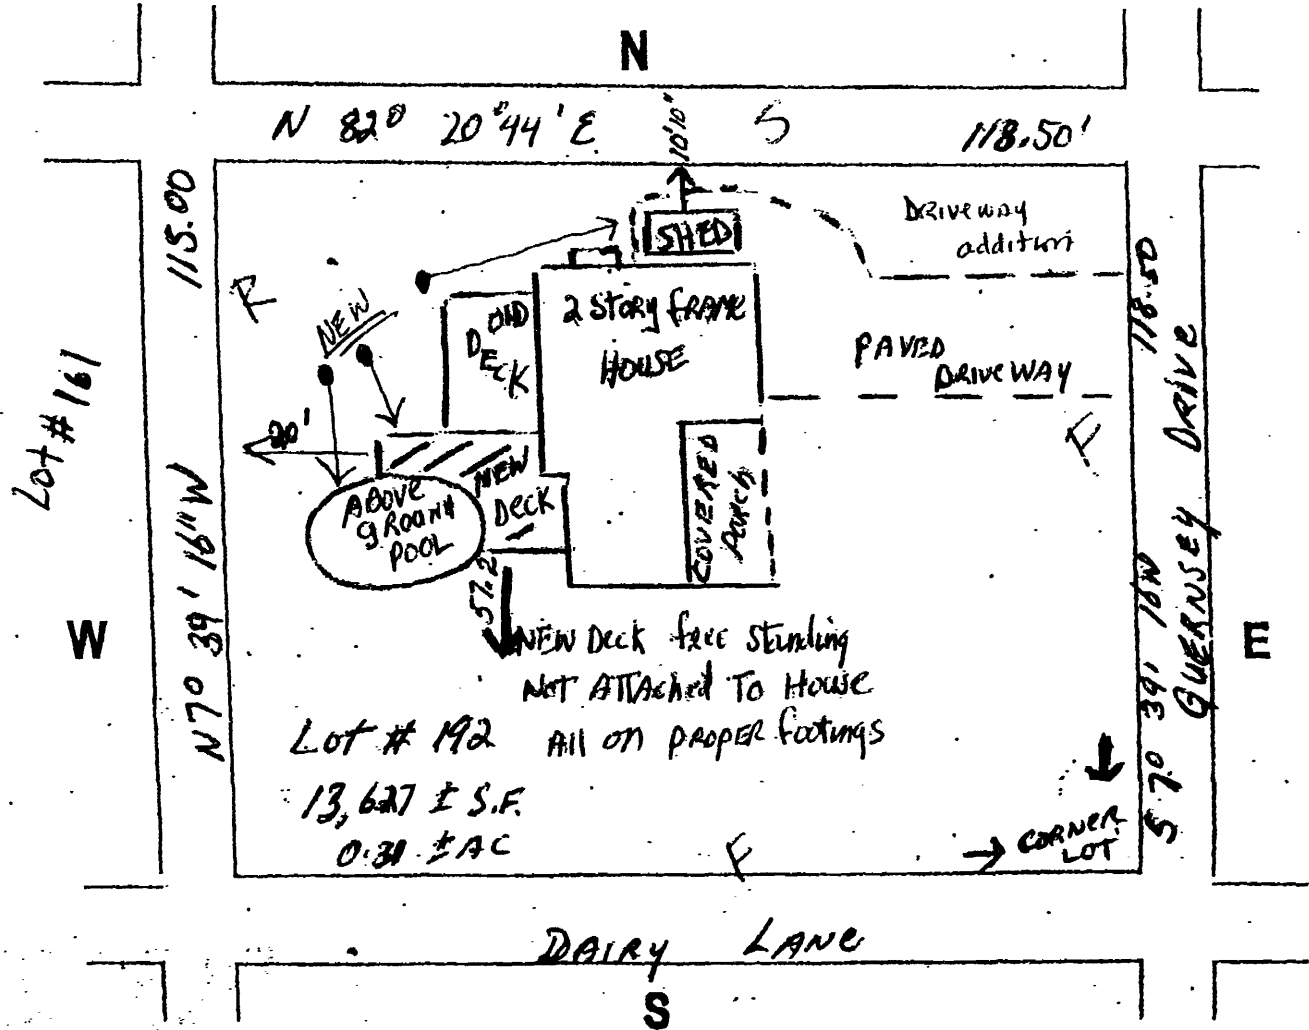 N
N 82° 20"44'E
10'10"
S
118.50'
115.00
R
Driveway
addition
SHED
118.50
NEW
OLD
DECK
2 Story frame
HOUSE
PAVED
DRIVEWAY
Lot # 161
20'
F
NEW
Deck
ABOVE
gROUND
POOL
COVERED
Porch
GUERNSEY DRIVE
N7° 39' 16" W
57.2
W
E
NEW Deck free Standing
Not ATTAched To House
All on PROPER footings
Lot # 192
13,627 ± S.F.
0.31 ± AC
S 7° 39' 16 W
CORNER
LOT
F
DAIRY LANE
S